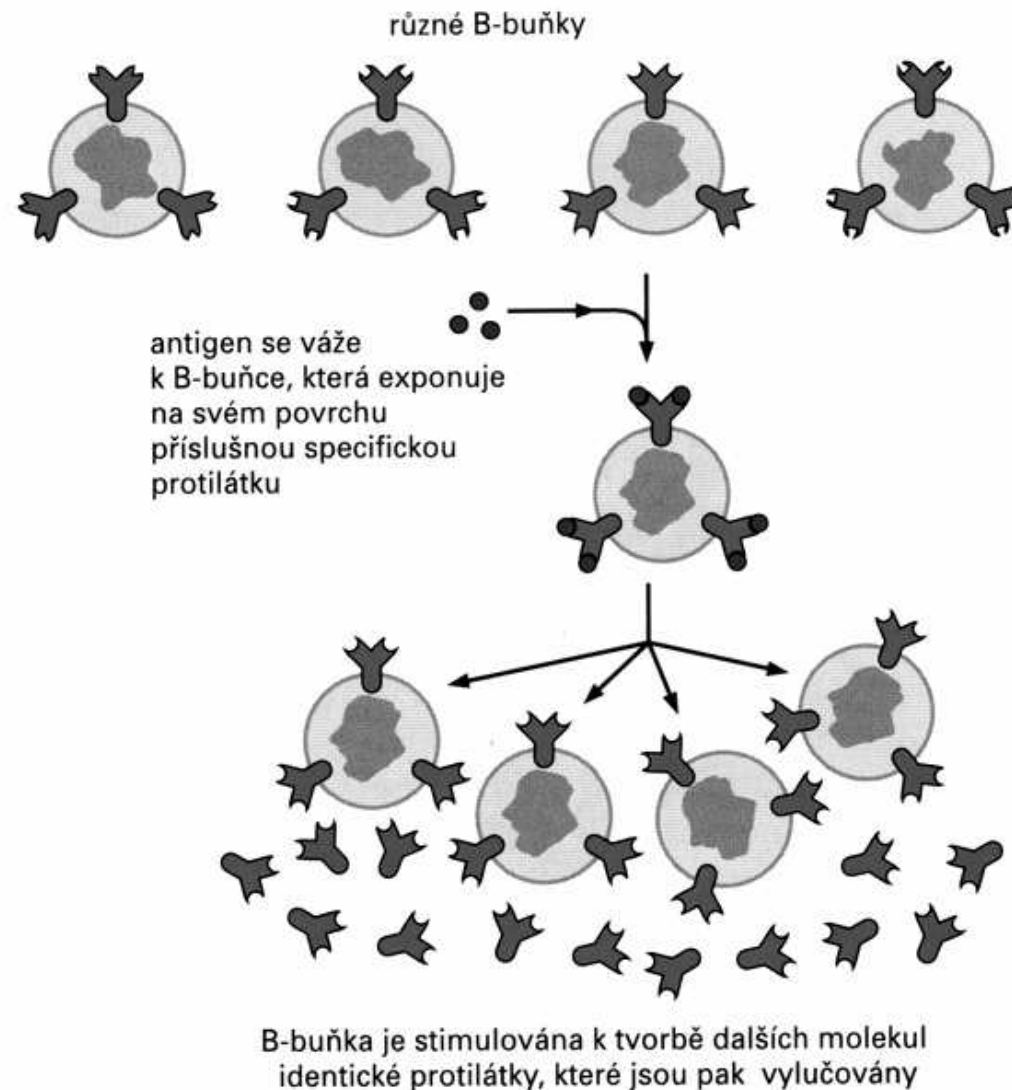 různé B-buňky
antigen se váže
k B-buňce, která exponuje
na svém povrchu
příslušnou specifickou
protilátku
B-buňka je stimulována k tvorbě dalších molekul
identické protilátky, které jsou pak vylučovány